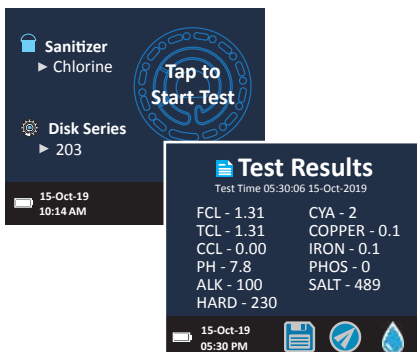 Sanitizer
► Chlorine
Tap to
Start Test
Disk Series
► 203
15-Oct-19
10:14 AM
Test Results
Test Time 05:30:06 15-Oct-2019
FCL - 1.31
TCL - 1.31
CCL - 0.00
PH - 7.8
ALK - 100
HARD - 230
CYA - 2
COPPER - 0.1
IRON - 0.1
PHOS - 0
SALT - 489
15-Oct-19
05:30 PM